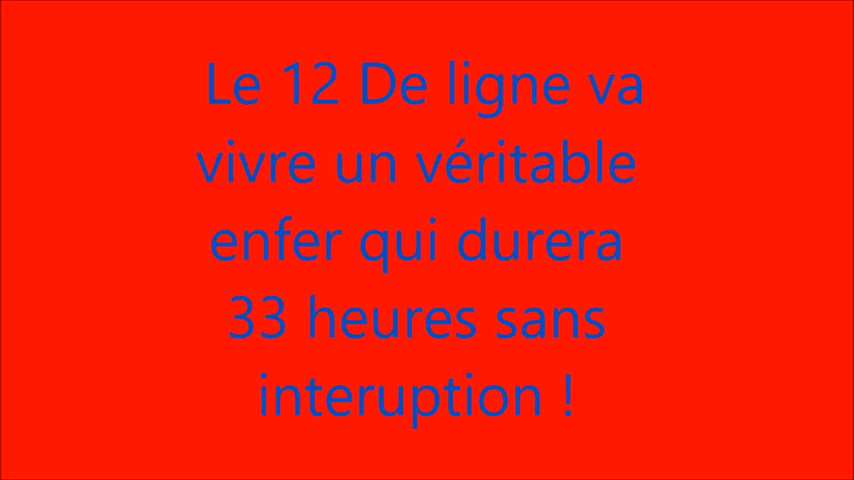 Le 12 De ligne va
vivre un véritable
enfer qui durera
33 heures sans
interuption !